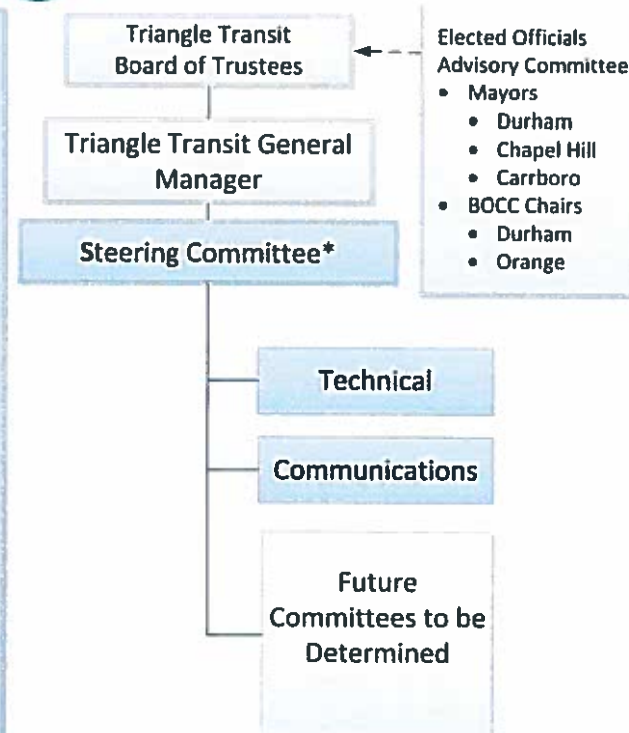 Triangle Transit
Board of Trustees
Elected Officials
Advisory Committee
• Mayors
• Durham
• Chapel Hill
• Carrboro
• BOCC Chairs
• Durham
• Orange
Triangle Transit General
Manager
Steering Committee*
Technical
Communications
Future
Committees to be
Determined